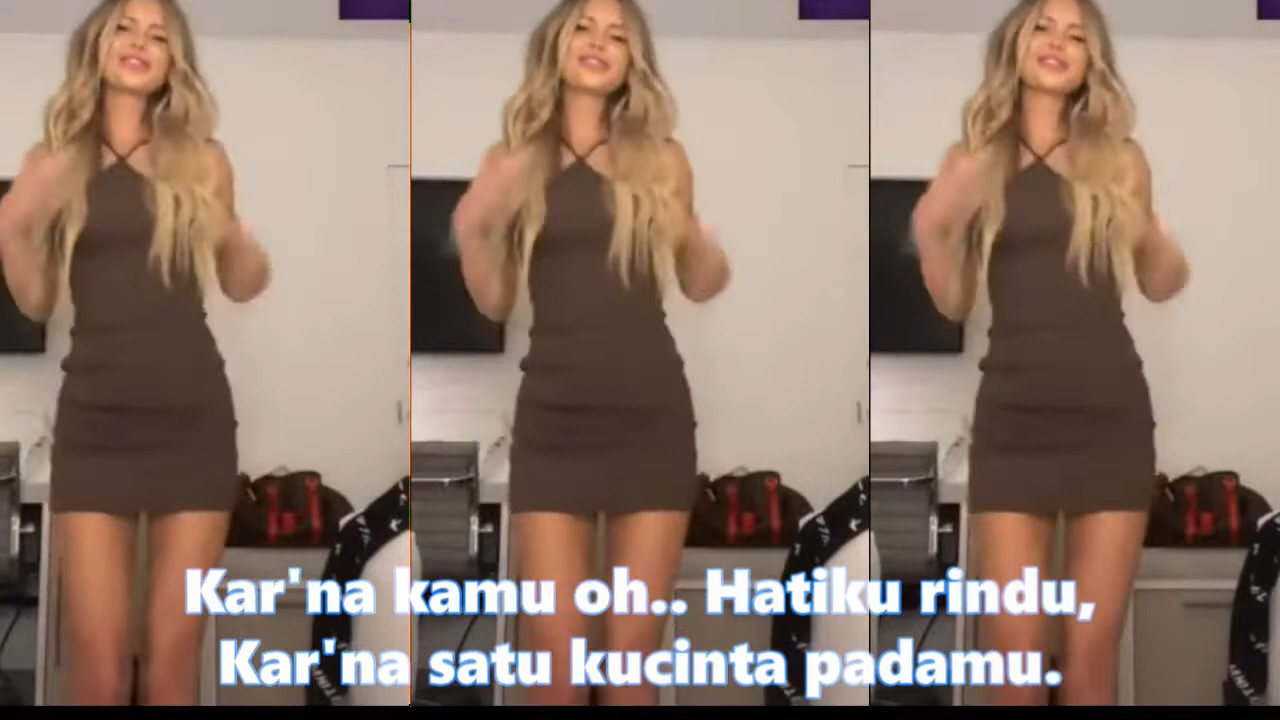 Kar'na kamu oh.. Hatiku rindu,
Kar'na satu kucinta padamu.